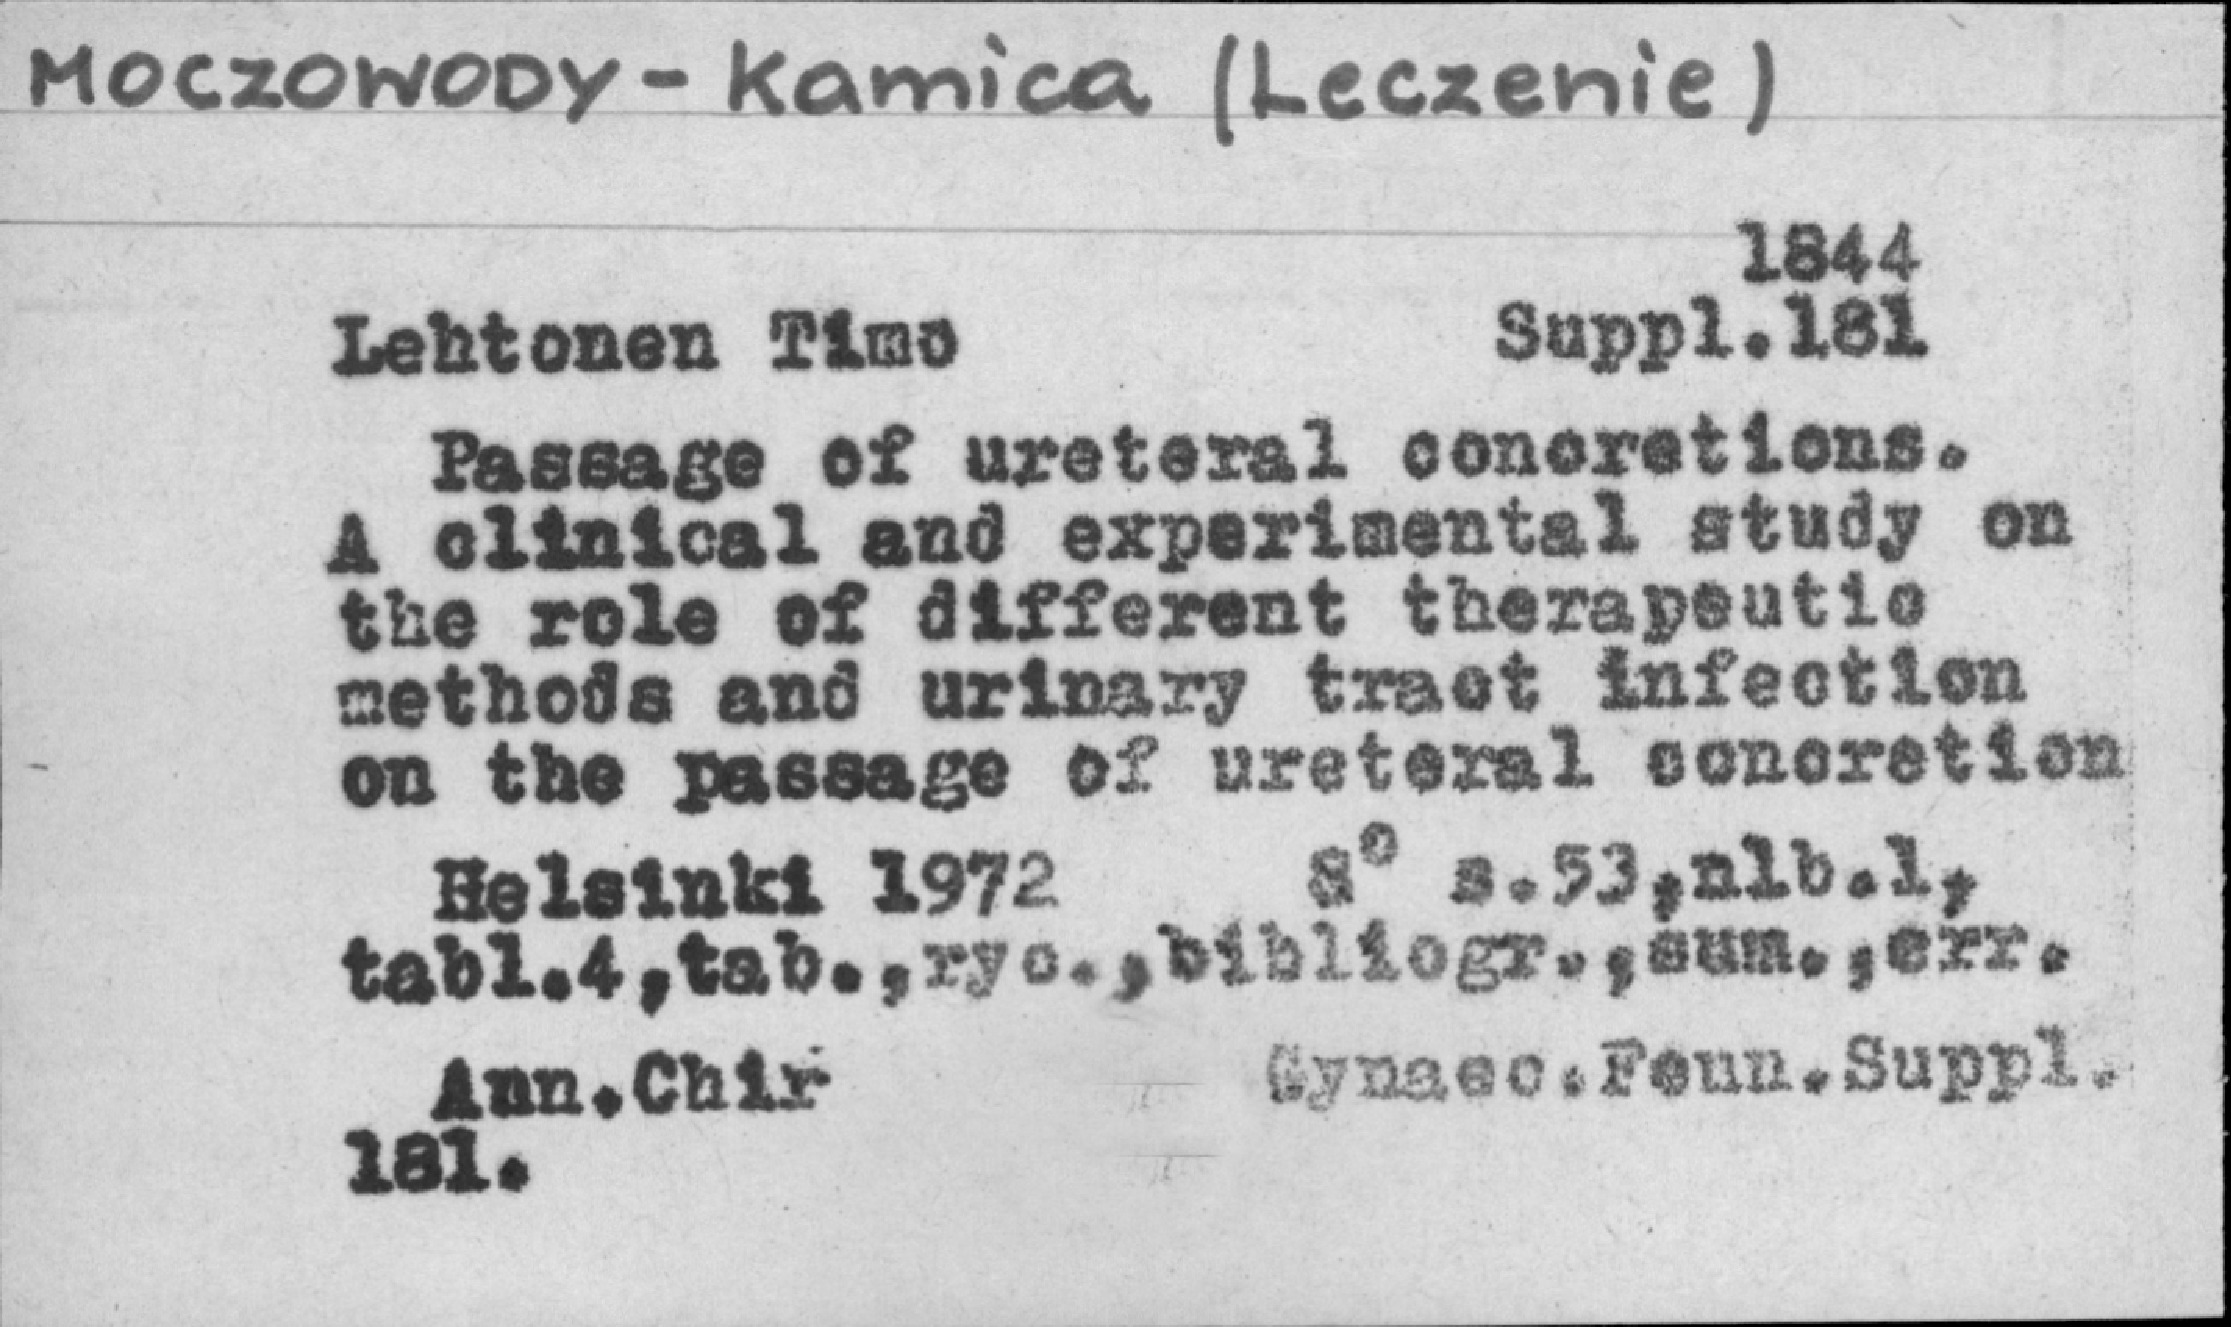 MOCZOWODY - Kamica (Leczenie)
1844
Lehtonen Timo Suppl.181
Passage of ureteral concretions.
A clinical and experimental study on
the role of different therapeutic
methods and urinary tract infection
on the passage of ureteral concretion
Helsinki 1972 8° s.53,nlb.1,
tabl.4,tab.,ryc.,bibliogr.,sum.,err.
Ann.Chir Gynaec.Fenn.Suppl.
181.